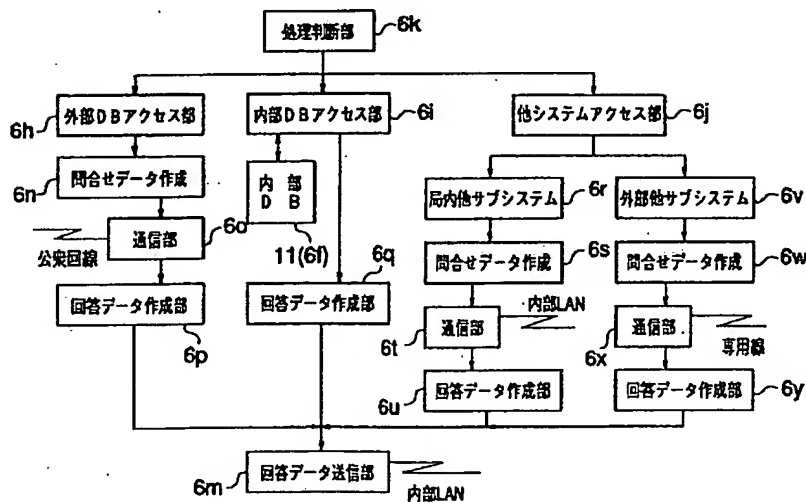 処理判断部 6k
6h 外部DBアクセス部
内部DBアクセス部 6i
他システムアクセス部 6j
6n 問合せデータ作成
内部
DB
11(6f)
局内他サブシステム 6r
外部他サブシステム 6v
通信部 6o
公衆回線
問合せデータ作成 6s
問合せデータ作成 6w
回答データ作成部
6p
回答データ作成部 6q
通信部
6t
内部LAN
通信部
6x
専用線
6u 回答データ作成部
回答データ作成部 6y
6m 回答データ送信部
内部LAN